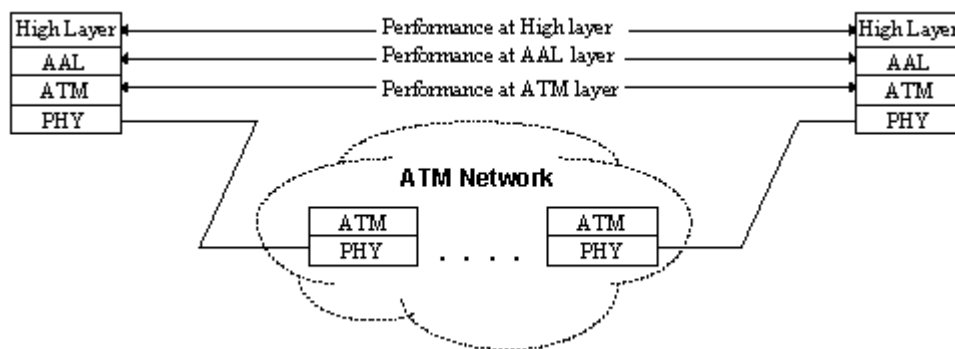 High Layer
Performance at High layer
High Layer
AAL
Performance at AAL layer
AAL
ATM
Performance at ATM layer
ATM
PHY
PHY
ATM Network
ATM
ATM
PHY
. . . .
PHY